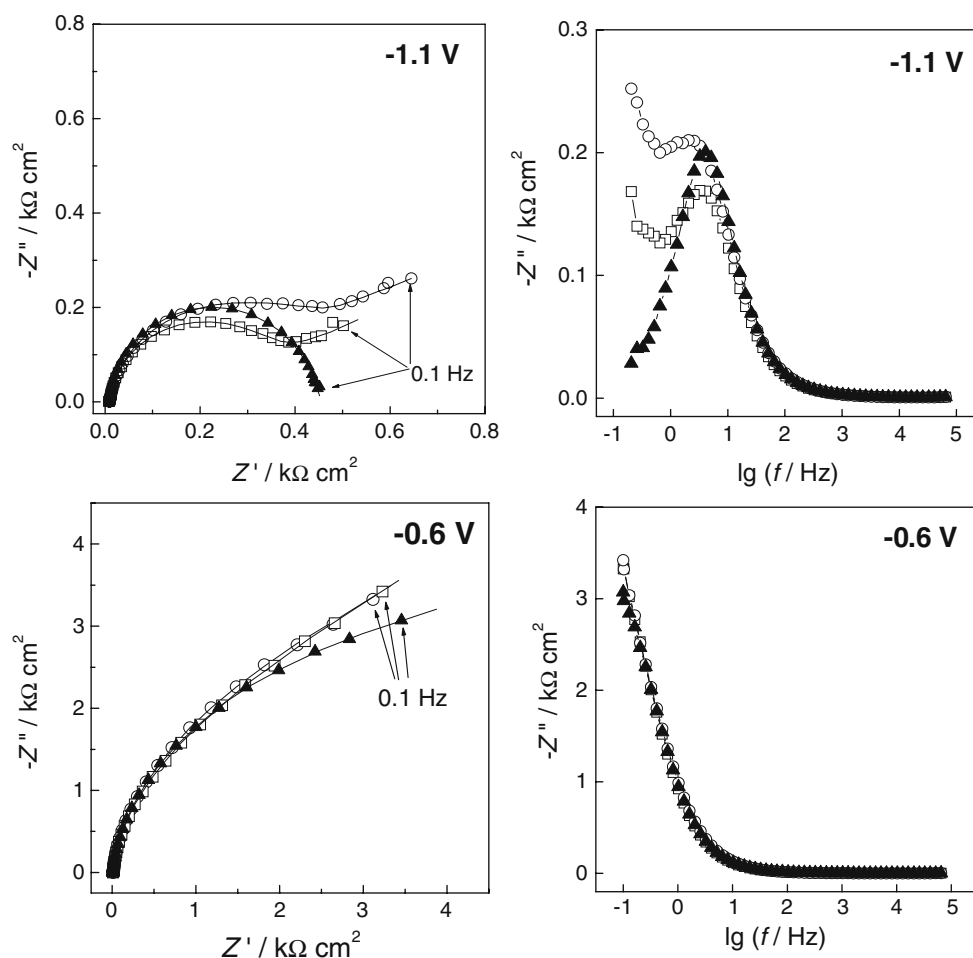 -1.1 V
-Z'' / kΩ cm²
0.8
0.6
0.4
0.2
0.0
0.1 Hz
0.0 0.2 0.4 0.6 0.8
Z' / kΩ cm²
-1.1 V
-Z'' / kΩ cm²
0.3
0.2
0.1
0.0
-1 0 1 2 3 4 5
lg (f / Hz)
-0.6 V
-Z'' / kΩ cm²
4
3
2
1
0
0.1 Hz
0 1 2 3 4
Z' / kΩ cm²
-0.6 V
-Z'' / kΩ cm²
4
3
2
1
0
-1 0 1 2 3 4 5
lg (f / Hz)